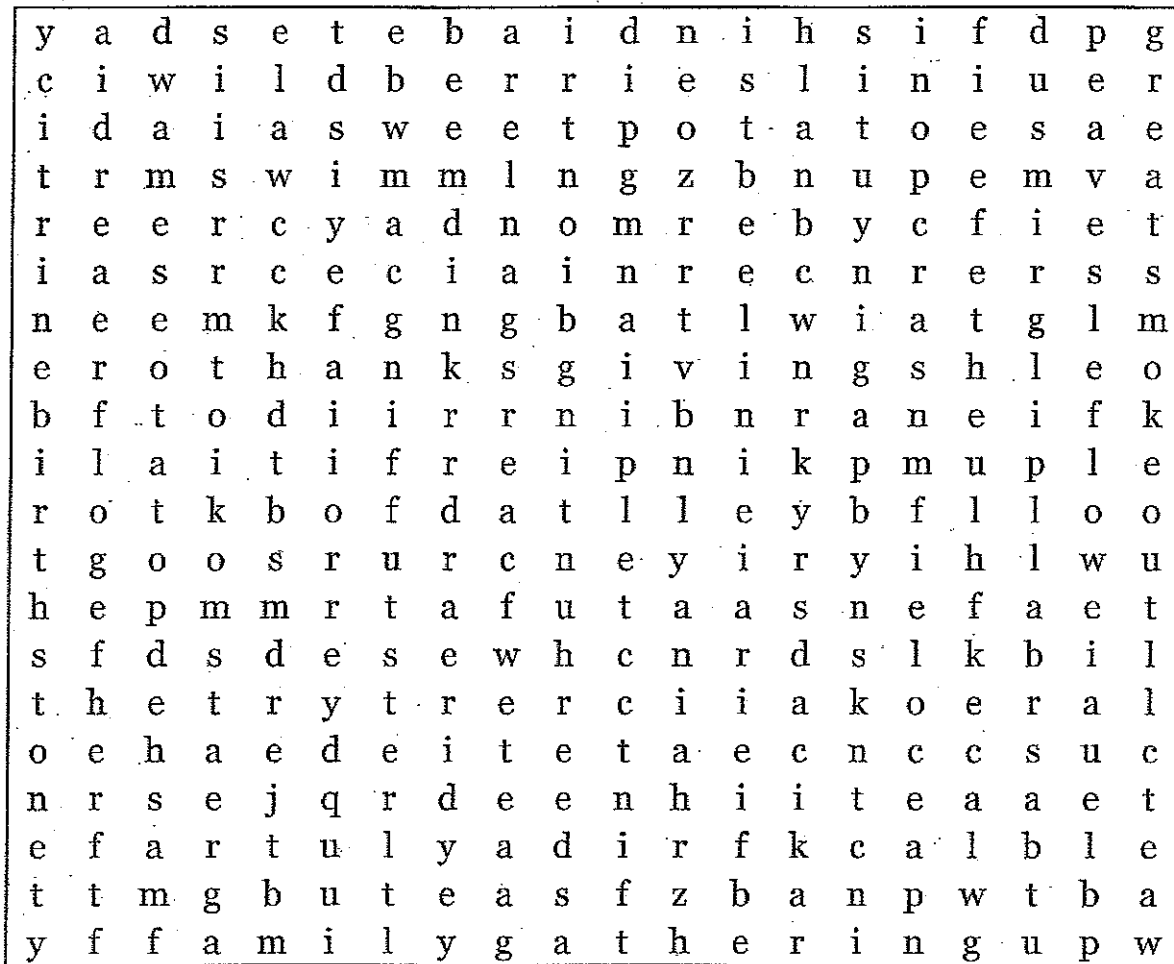 y a d s e t e b a i d n i h s i f d p g
c i w i l d b e r r i e s l i n i u e r
i d a i a s w e e t p o t a t o e s a e
t r m s w i m m l n g z b n u p e m v a
r e e r c y a d n o m r e b y c f i e t
i a s r c e c i a i n r e c n r e r s s
n e e m k f g n g b a t l w i a t g l m
e r o t h a n k s g i v i n g s h l e o
b f t o d i i r r n i b n r a n e i f k
i l a i t i f r e i p n i k p m u p l e
r o t k b o f d a t l l e y b f l l o o
t g o o s r u r c n e y i r y i h l w u
h e p m m r t a f u t a a s n e f a e t
s f d s d e s e w h c n r d s l k b i l
t h e t r y t r e r c i i a k o e r a l
o e h a e d e i t e t a e c n c c s u c
n r s e j q r d e e n h i i t e a a e t
e f a r t u l y a d i r f k c a l b l e
t t m g b u t e a s f z b a n p w t b a
y f f a m i l y g a t h e r i n g u p w